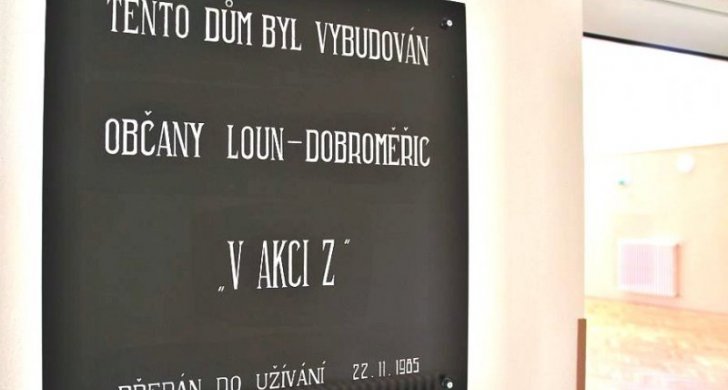 TENTO DŮM BYL VYBUDOVÁN
OBČANY LOUN-DOBROMĚŘIC
„V AKCI Z“
PŘEDÁN DO UŽÍVÁNÍ 22.11.1985